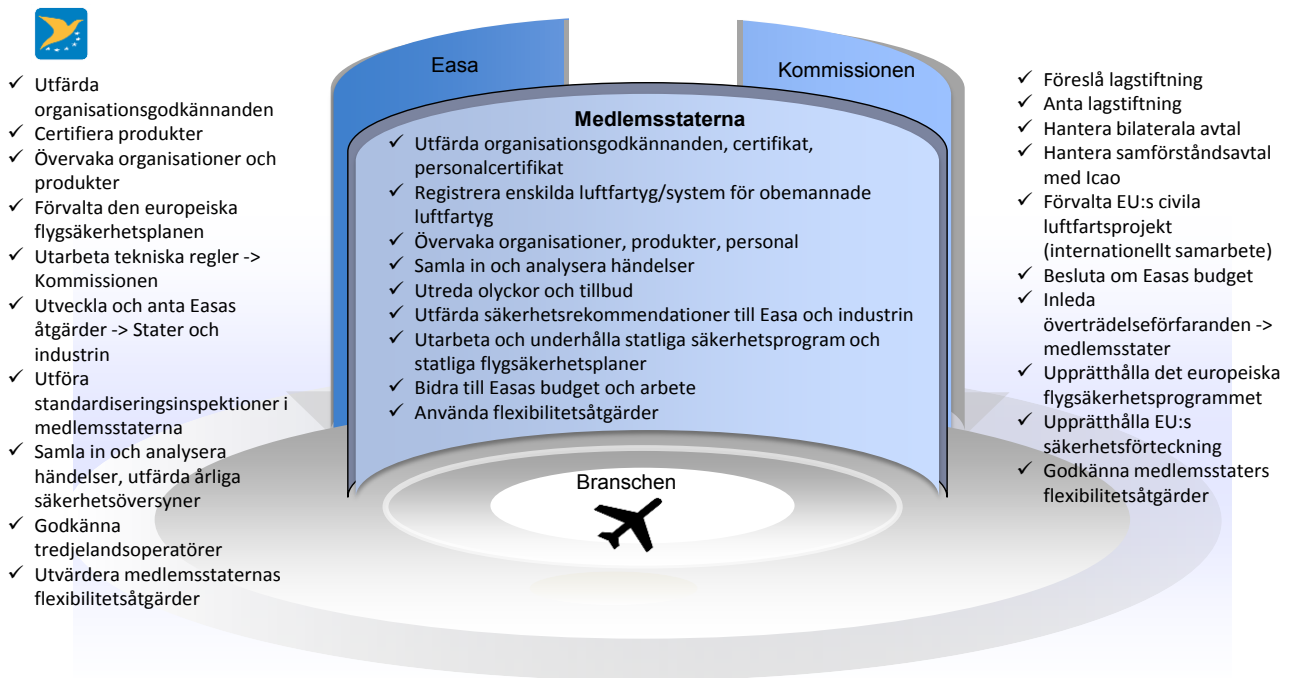 ✓ Utfärda
organisationsgodkännanden
✓ Certifiera produkter
✓ Övervaka organisationer och
produkter
✓ Förvalta den europeiska
flygsäkerhetsplanen
✓ Utarbeta tekniska regler ->
Kommissionen
✓ Utveckla och anta Easas
åtgärder -> Stater och
industrin
✓ Utföra
standardiseringsinspektioner i
medlemsstaterna
✓ Samla in och analysera
händelser, utfärda årliga
säkerhetsöversyner
✓ Godkänna
tredjelandsoperatörer
✓ Utvärdera medlemsstaternas
flexibilitetsåtgärder
Easa
Kommissionen
Medlemsstaterna
✓ Utfärda organisationsgodkännanden, certifikat,
personalcertifikat
✓ Registrera enskilda luftfartyg/system för obemannade
luftfartyg
✓ Övervaka organisationer, produkter, personal
✓ Samla in och analysera händelser
✓ Utreda olyckor och tillbud
✓ Utfärda säkerhetsrekommendationer till Easa och industrin
✓ Utarbeta och underhålla statliga säkerhetsprogram och
statliga flygsäkerhetsplaner
✓ Bidra till Easas budget och arbete
✓ Använda flexibilitetsåtgärder
Branschen
✓ Föreslå lagstiftning
✓ Anta lagstiftning
✓ Hantera bilaterala avtal
✓ Hantera samförståndsavtal
med Icao
✓ Förvalta EU:s civila
luftfartsprojekt
(internationellt samarbete)
✓ Besluta om Easas budget
✓ Inleda
överträdelseförfaranden ->
medlemsstater
✓ Upprätthålla det europeiska
flygsäkerhetsprogrammet
✓ Upprätthålla EU:s
säkerhetsförteckning
✓ Godkänna medlemsstaters
flexibilitetsåtgärder